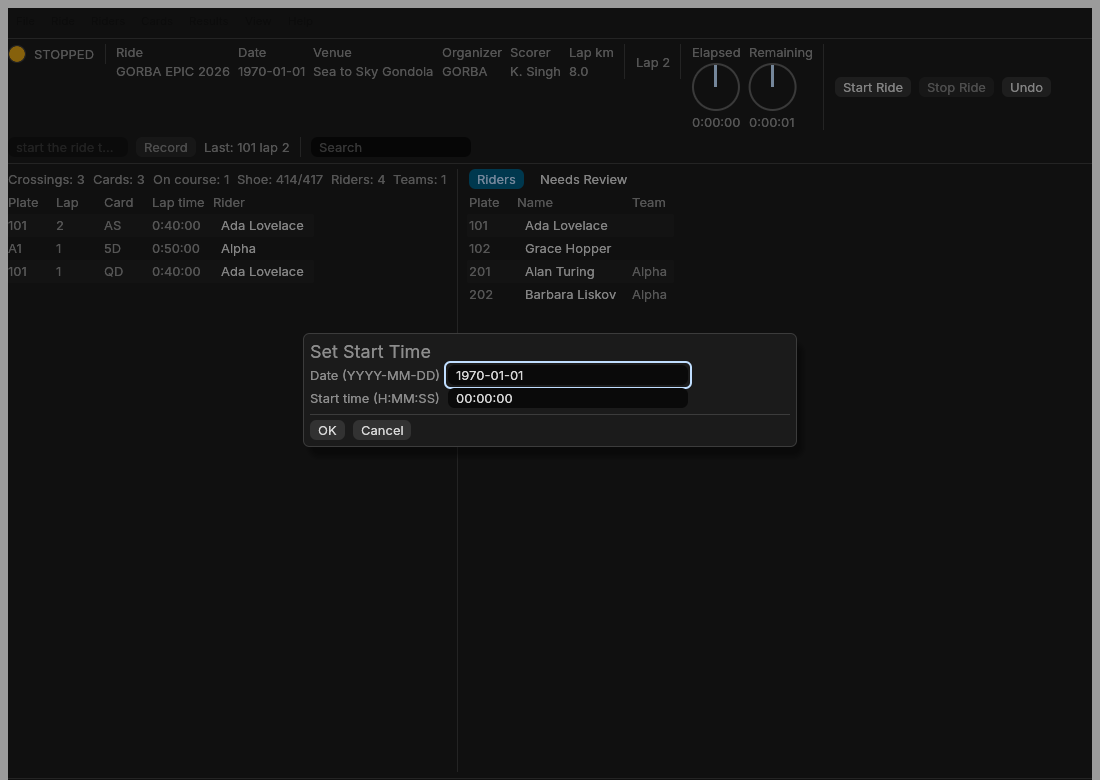 STOPPED
Ride Date Venue Organizer Scorer Lap km
GORBA EPIC 2026 1970-01-01 Sea to Sky Gondola GORBA K. Singh 8.0
Lap 2
Elapsed Remaining
0:00:00 0:00:01
Start Ride Stop Ride Undo
start the ride t... Record Last: 101 lap 2 Search
Crossings: 3 Cards: 3 On course: 1 Shoe: 414/417 Riders: 4 Teams: 1
Plate Lap Card Lap time Rider
101 2 AS 0:40:00 Ada Lovelace
A1 1 5D 0:50:00 Alpha
101 1 QD 0:40:00 Ada Lovelace
Riders Needs Review
Plate Name Team
101 Ada Lovelace
102 Grace Hopper
201 Alan Turing Alpha
202 Barbara Liskov Alpha
Set Start Time
Date (YYYY-MM-DD) 1970-01-01
Start time (H:MM:SS) 00:00:00
OK Cancel